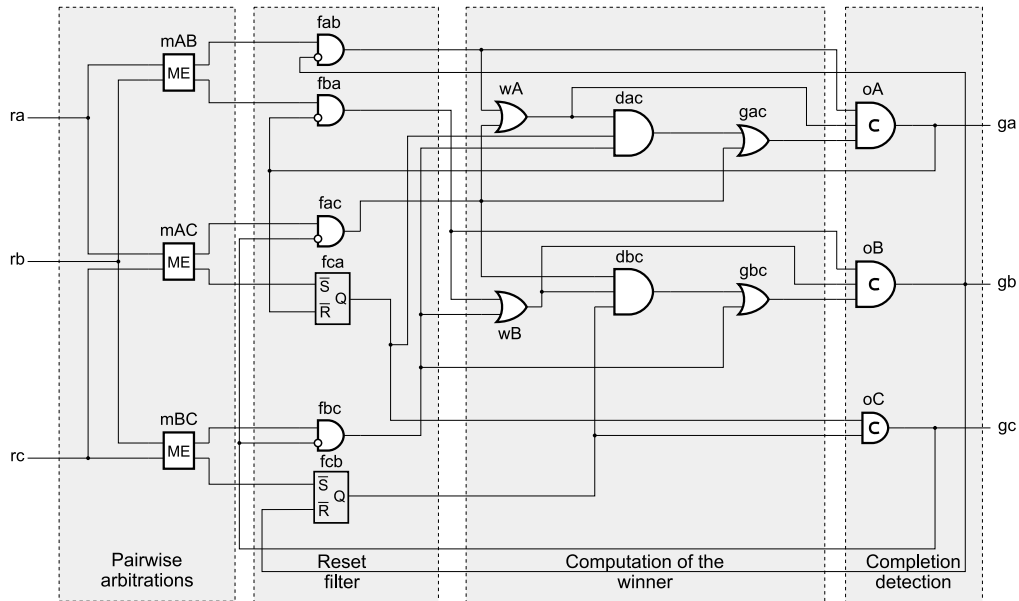 fab
mAB
ME
fba
wA
dac
gac
oA
C
ra
ga
mAC
ME
fac
fca
S̅
Q
R̅
rb
wB
dbc
gbc
oB
C
gb
mBC
ME
fbc
fcb
S̅
Q
R̅
rc
oC
C
gc
Pairwise
arbitrations
Reset
filter
Computation of the
winner
Completion
detection